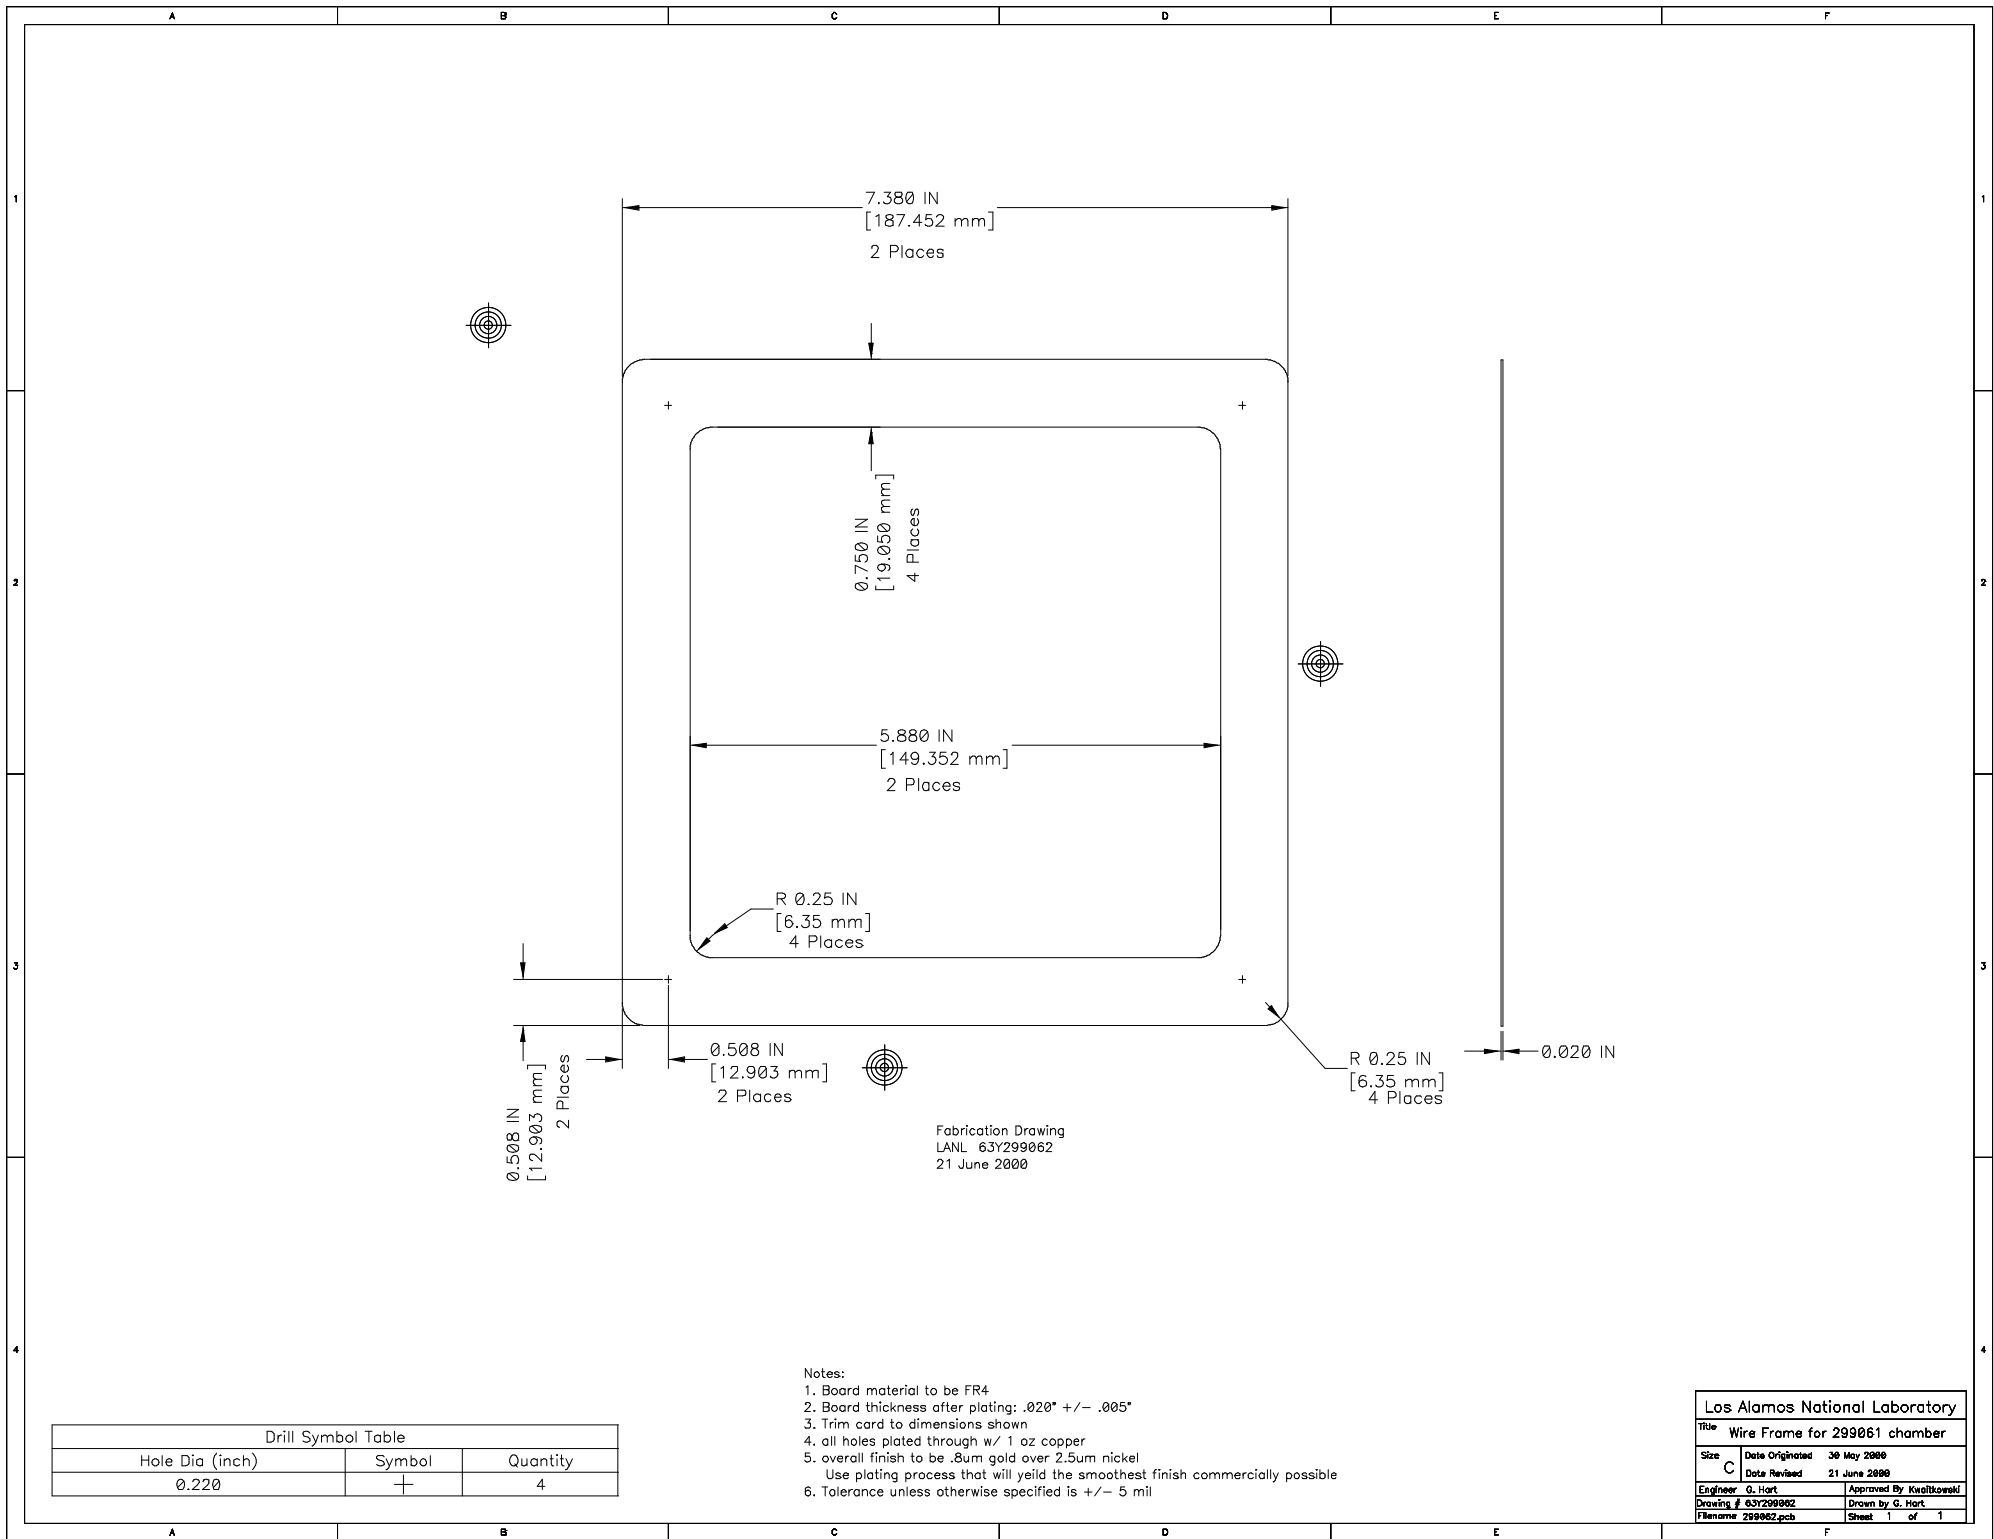 A B C D E F
1 1
7.380 IN
[187.452 mm]
2 Places
0.750 IN
[19.050 mm]
4 Places
2 2
5.880 IN
[149.352 mm]
2 Places
R 0.25 IN
[6.35 mm]
4 Places
3 3
0.508 IN
[12.903 mm]
2 Places
0.508 IN
[12.903 mm]
2 Places
R 0.25 IN
[6.35 mm]
4 Places
0.020 IN
Fabrication Drawing
LANL 63Y299062
21 June 2000
4 4
Notes:
1. Board material to be FR4
2. Board thickness after plating: .020" +/- .005"
3. Trim card to dimensions shown
4. all holes plated through w/ 1 oz copper
5. overall finish to be .8um gold over 2.5um nickel
Use plating process that will yeild the smoothest finish commercially possible
6. Tolerance unless otherwise specified is +/- 5 mil
Drill Symbol Table
Hole Dia (inch) Symbol Quantity
0.220 + 4
Los Alamos National Laboratory
Title Wire Frame for 299061 chamber
Size C
Date Originated 30 May 2000
Date Revised 21 June 2000
Engineer G. Hart Approved By Kwaitkowski
Drawing # 63Y299062 Drawn by G. Hart
Filename 299062.pcb Sheet 1 of 1
A B C D E F